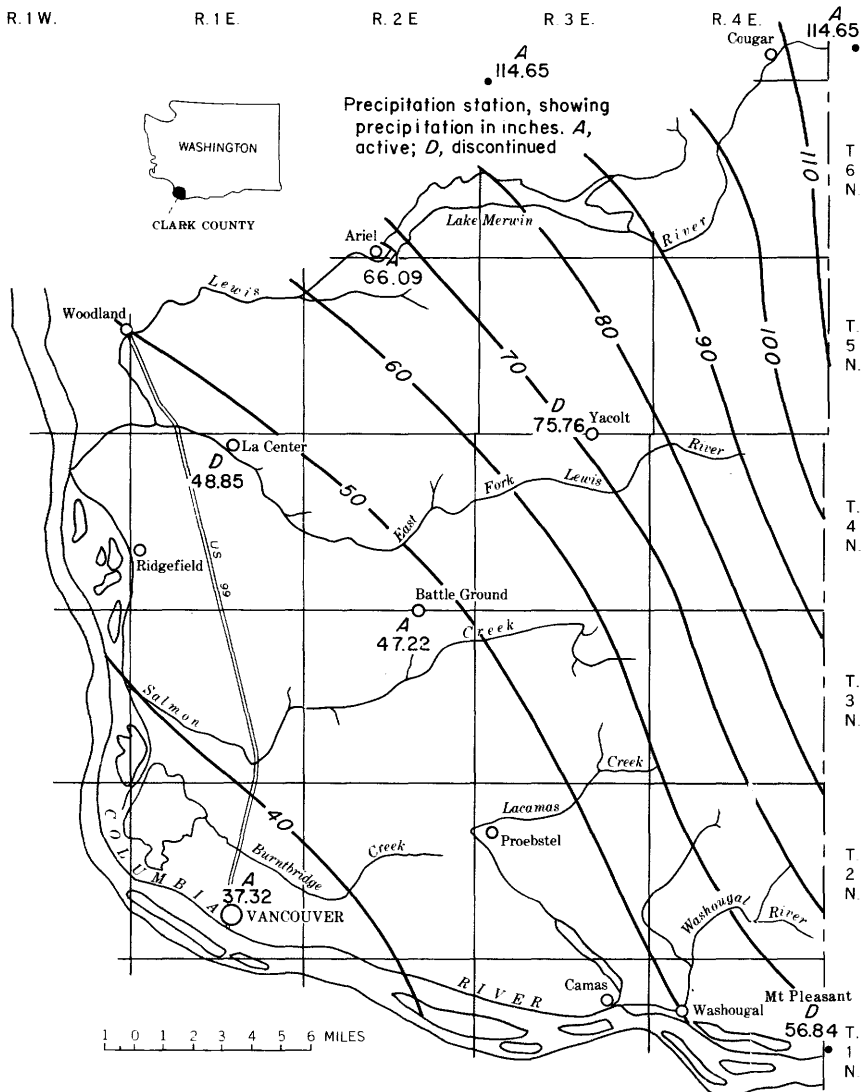 R. 1 W.
R. 1 E.
R. 2 E
R. 3 E.
R. 4 E.
A
114.65
Cougar
A
114.65
Precipitation station, showing
precipitation in inches. A,
active; D, discontinued
WASHINGTON
CLARK COUNTY
T.
6
N.
110
Lake Merwin
River
Ariel
A
66.09
Lewis
Woodland
80
90
100
T.
5
N.
60
70
D
75.76
Yacolt
La Center
D
48.85
River
Lewis
Fork
East
50
T.
4
N.
US 99
Ridgefield
Battle Ground
A
47.22
Creek
Salmon
T.
3
N.
Creek
Lacamas
40
Proebstel
COLUMBIA
Burntbridge
Creek
T.
2
N.
A
37.32
VANCOUVER
Washougal
River
RIVER
Camas
Washougal
Mt Pleasant
D
56.84
T.
1
N.
1 0 1 2 3 4 5 6 MILES